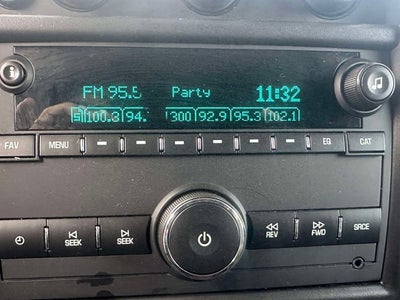 FM 95.5 Party 11:32
100.3 94. 1300 92.9 95.3 102.1
FAV MENU EQ CAT
SEEK SEEK REV FWD SRCE